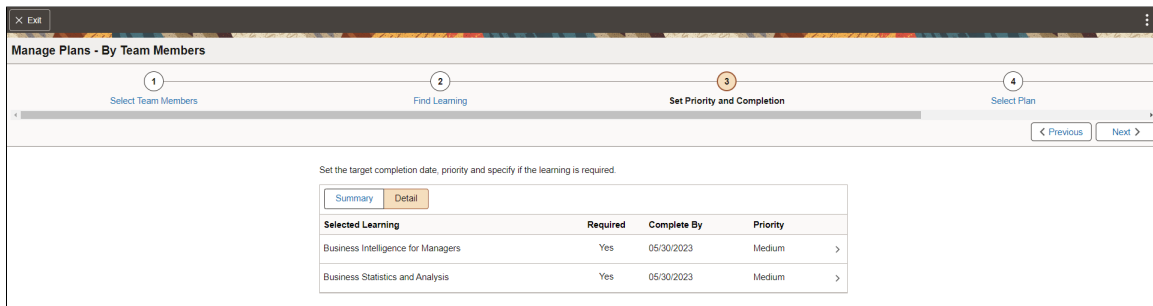 × Exit
Manage Plans - By Team Members
1 2 3 4
Select Team Members Find Learning Set Priority and Completion Select Plan
Previous Next
Set the target completion date, priority and specify if the learning is required.
Summary Detail
Selected Learning Required Complete By Priority
Business Intelligence for Managers Yes 05/30/2023 Medium
Business Statistics and Analysis Yes 05/30/2023 Medium